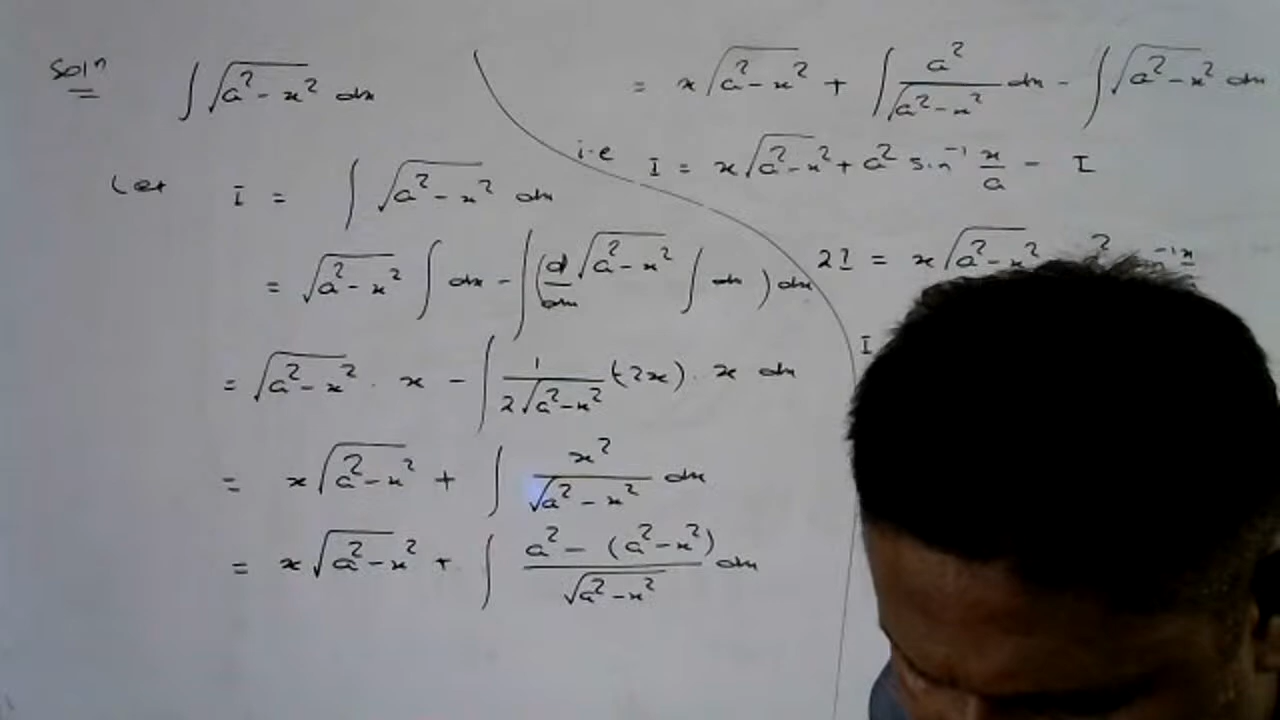 Solⁿ ∫ √(a² - x²) dx
Let I = ∫ √(a² - x²) dx
= √(a² - x²) ∫ dx - ∫ (d/dx √(a² - x²) ∫ dx) dx
= √(a² - x²) · x - ∫ 1/(2√(a² - x²)) (-2x) · x dx
= x √(a² - x²) + ∫ x²/√(a² - x²) dx
= x √(a² - x²) + ∫ (a² - (a² - x²))/√(a² - x²) dx
= x √(a² - x²) + ∫ a²/√(a² - x²) dx - ∫ √(a² - x²) dx
i.e I = x √(a² - x²) + a² sin⁻¹ x/a - I
2I = x √(a² - x²)
I